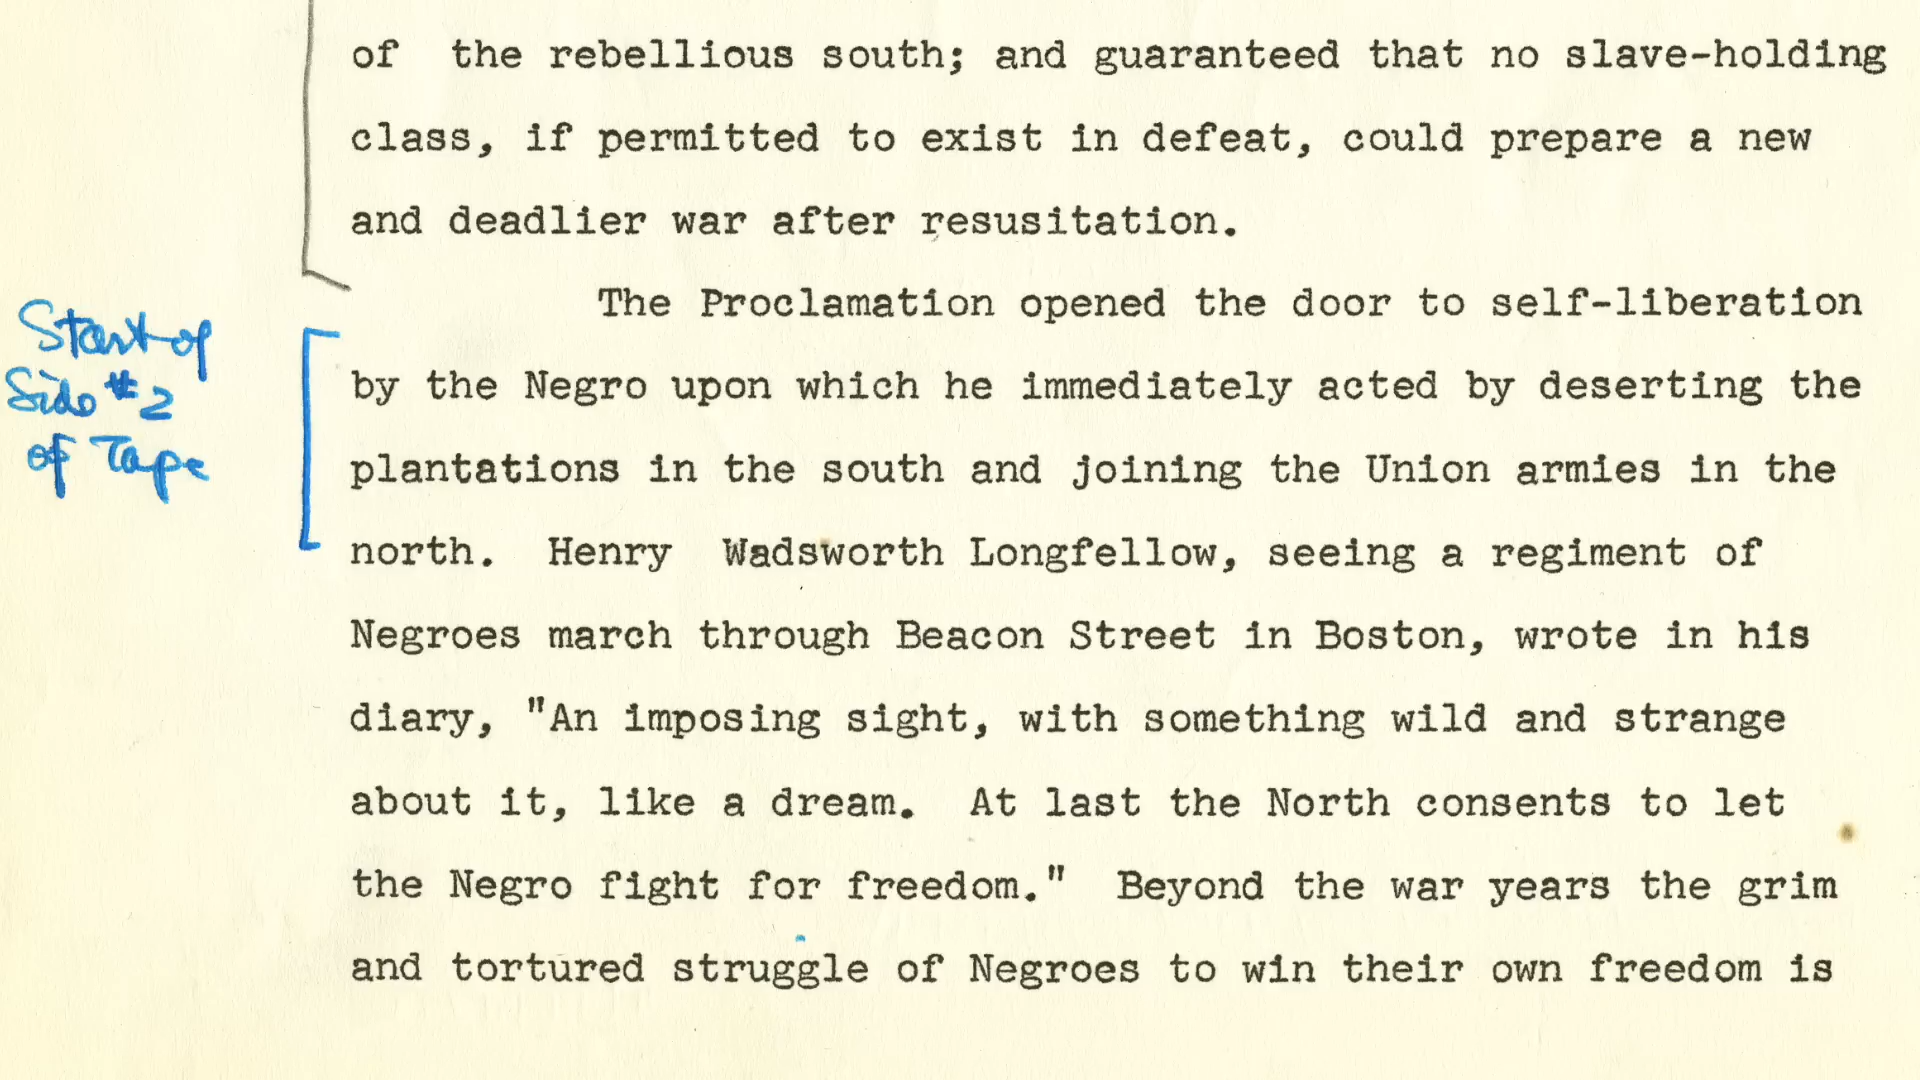 of the rebellious south; and guaranteed that no slave-holding
class, if permitted to exist in defeat, could prepare a new
and deadlier war after resusitation.
The Proclamation opened the door to self-liberation
by the Negro upon which he immediately acted by deserting the
plantations in the south and joining the Union armies in the
north. Henry Wadsworth Longfellow, seeing a regiment of
Negroes march through Beacon Street in Boston, wrote in his
diary, "An imposing sight, with something wild and strange
about it, like a dream. At last the North consents to let
the Negro fight for freedom." Beyond the war years the grim
and tortured struggle of Negroes to win their own freedom is
Start of
Side #2
of Tape